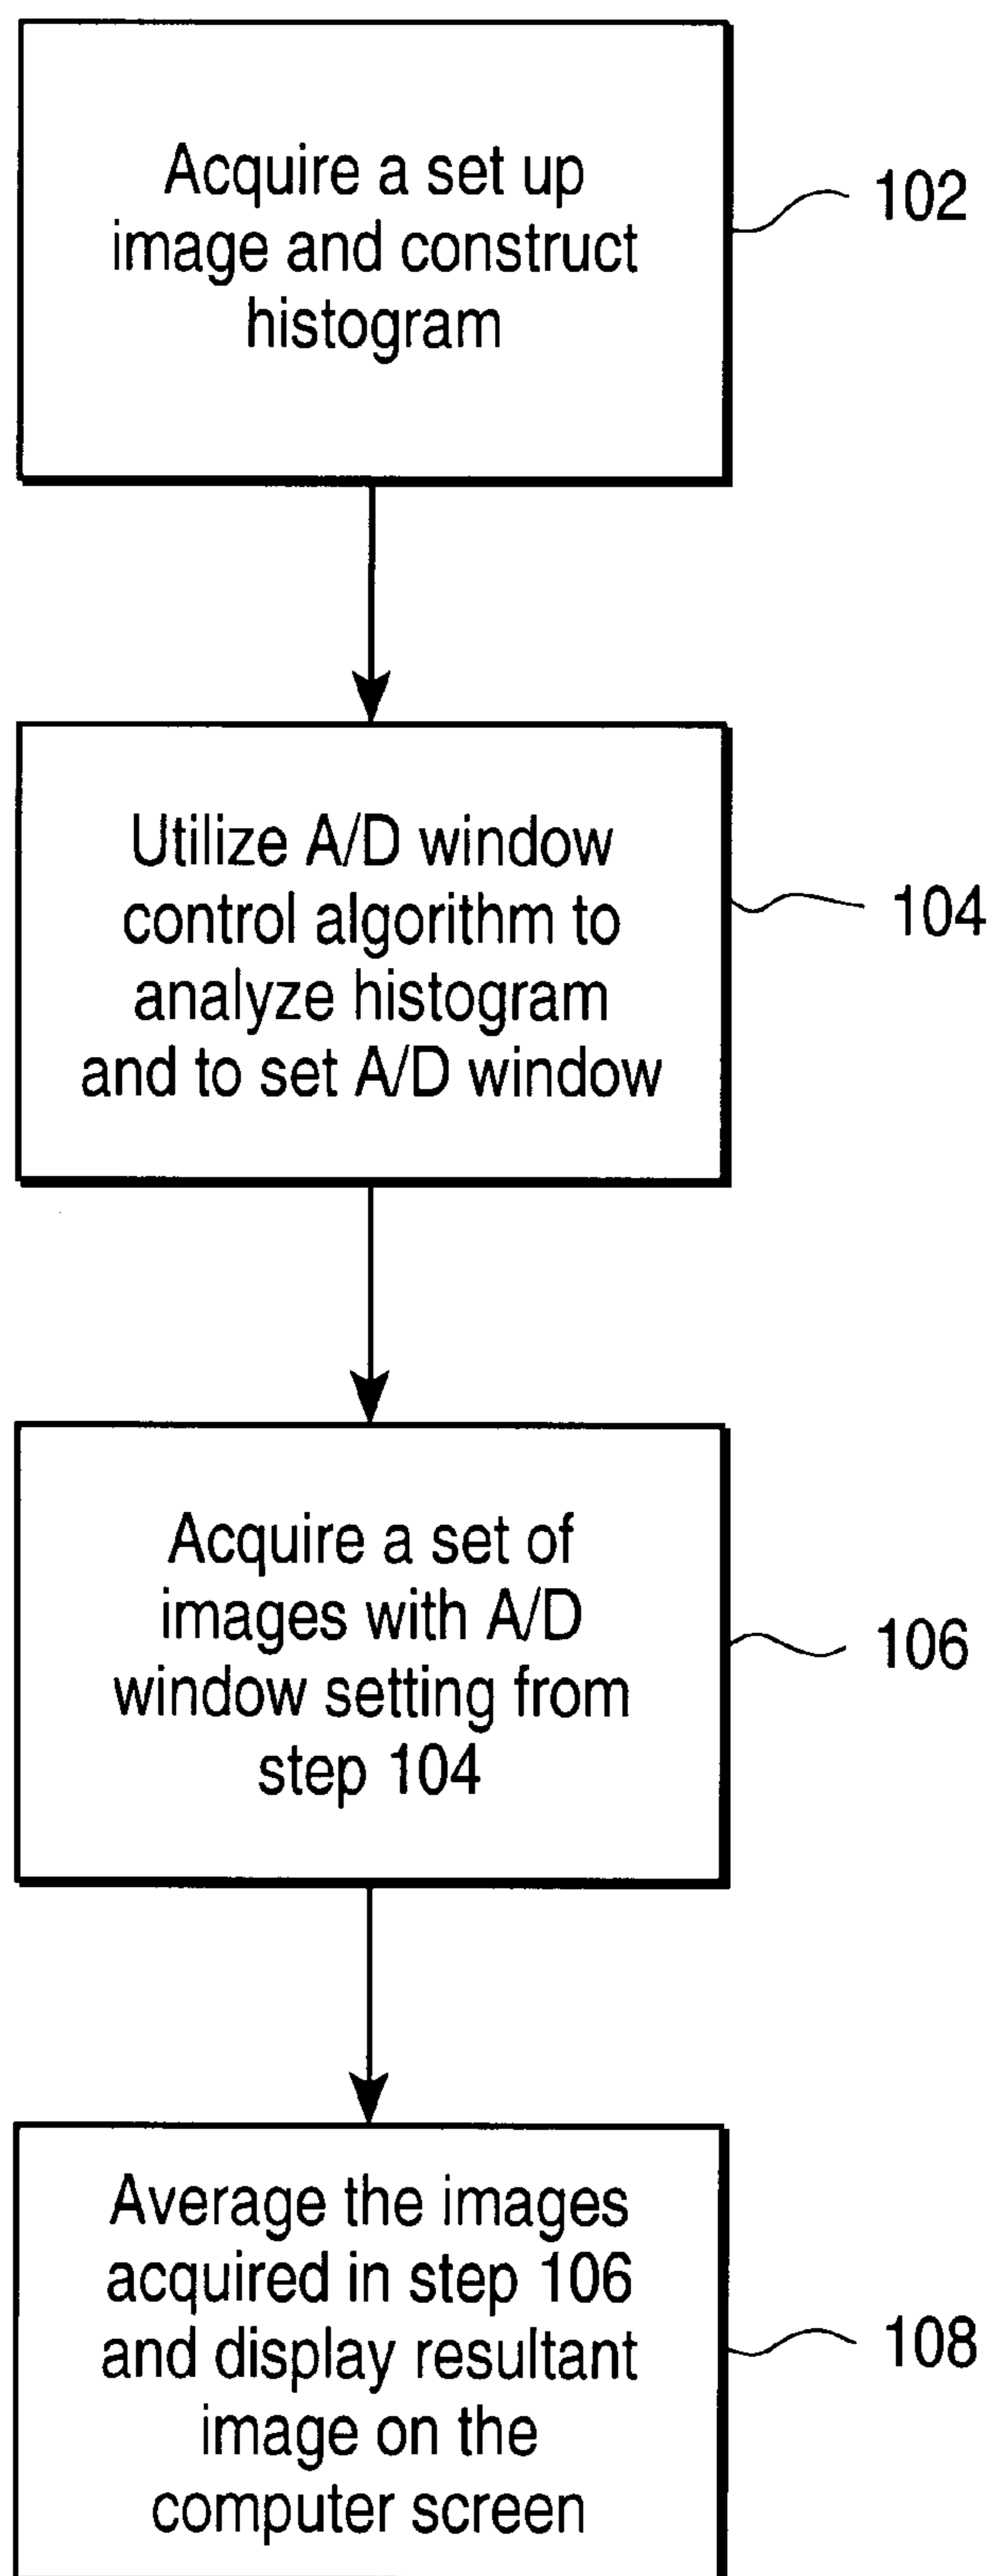 Acquire a set up
image and construct
histogram
102
Utilize A/D window
control algorithm to
analyze histogram
and to set A/D window
104
Acquire a set of
images with A/D
window setting from
step 104
106
Average the images
acquired in step 106
and display resultant
image on the
computer screen
108